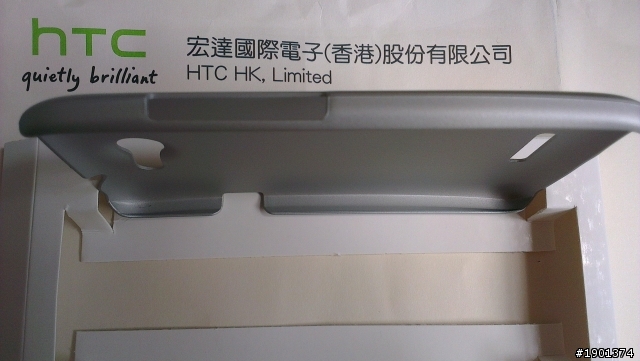 hTC
quietly brilliant
宏達國際電子(香港)股份有限公司
HTC HK, Limited
#1901374